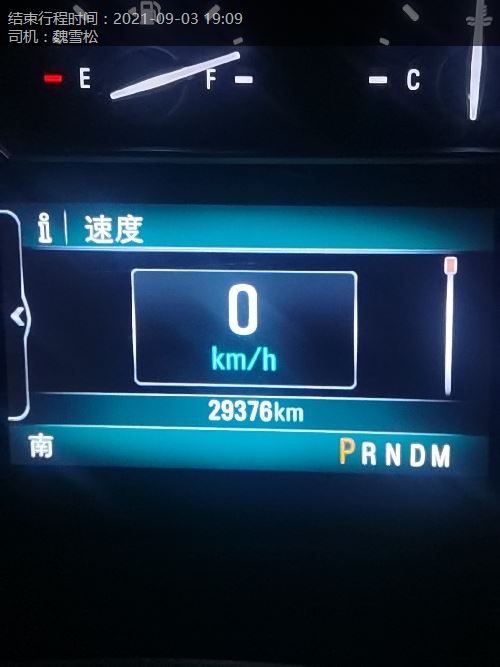 结束行程时间：2021-09-03 19:09
司机：魏雪松
E F C
i 速度
0
km/h
29376km
南 PRNDM